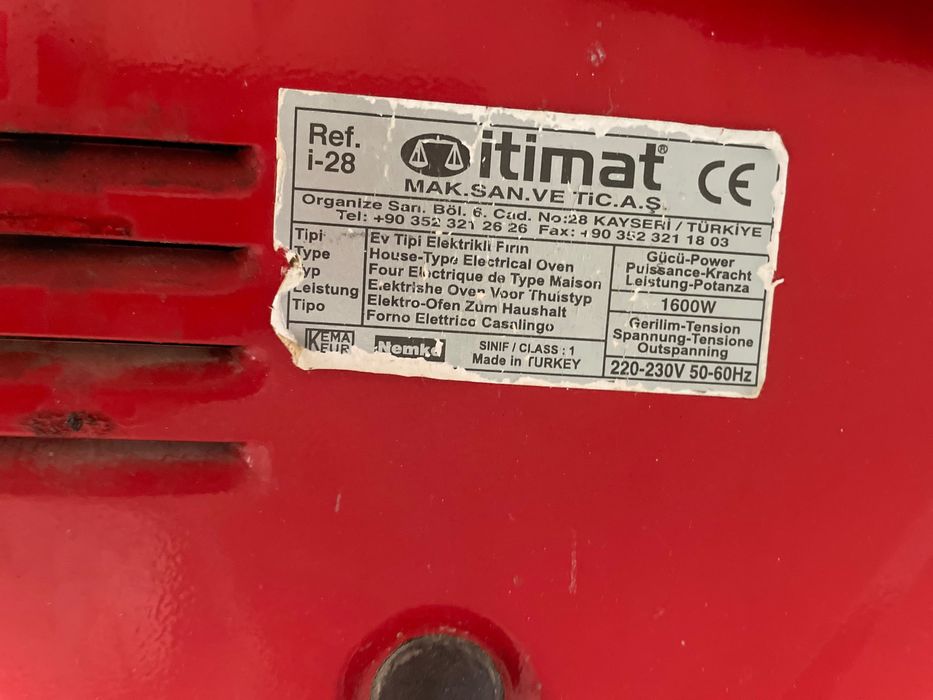 Ref.
i-28
itimat®
MAK.SAN.VE TİC.A.Ş.
CE
Organize San. Böl. 6. Cad. No:28 KAYSERİ / TÜRKİYE
Tel: +90 352 321 26 26 Fax: +90 352 321 18 03
Tipi
Type
Typ
Leistung
Tipo
Ev Tipi Elektrikli Fırın
House-Type Electrical Oven
Four Electrique de Type Maison
Elektrishe Oven Voor Thuistyp
Elektro-Ofen Zum Haushalt
Forno Elettrico Casalingo
Gücü-Power
Puissance-Kracht
Leistung-Potanza
1600W
Gerilim-Tension
Spannung-Tensione
Outspanning
220-230V 50-60Hz
KEMA
EUR
Nemko
SINIF / CLASS : 1
Made in TURKEY